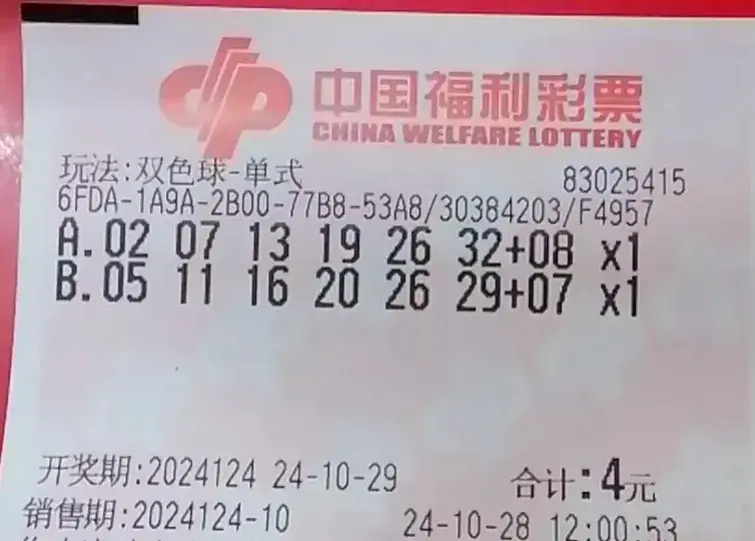 中国福利彩票
CHINA WELFARE LOTTERY
玩法:双色球-单式 83025415
6FDA-1A9A-2B00-77B8-53A8/30384203/F4957
A.02 07 13 19 26 32+08 x1
B.05 11 16 20 26 29+07 x1
开奖期:2024124 24-10-29 合计:4元
销售期:2024124-10 24-10-28 12:00:53